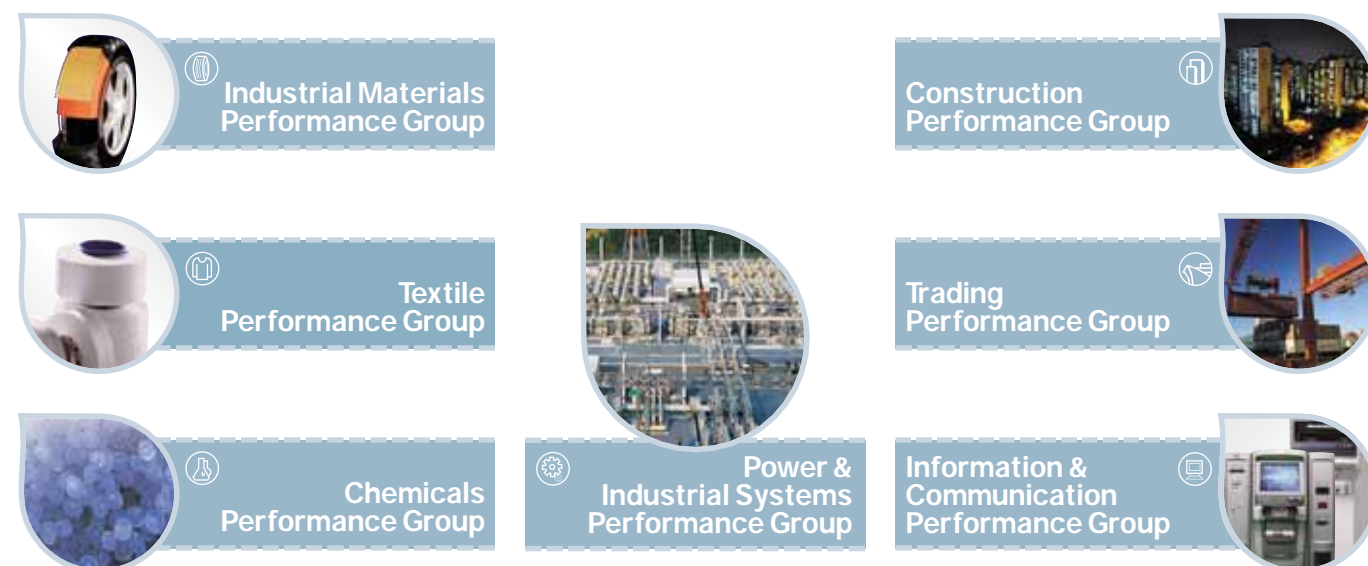 Industrial Materials
Performance Group
Construction
Performance Group
Textile
Performance Group
Trading
Performance Group
Chemicals
Performance Group
Power &
Industrial Systems
Performance Group
Information &
Communication
Performance Group